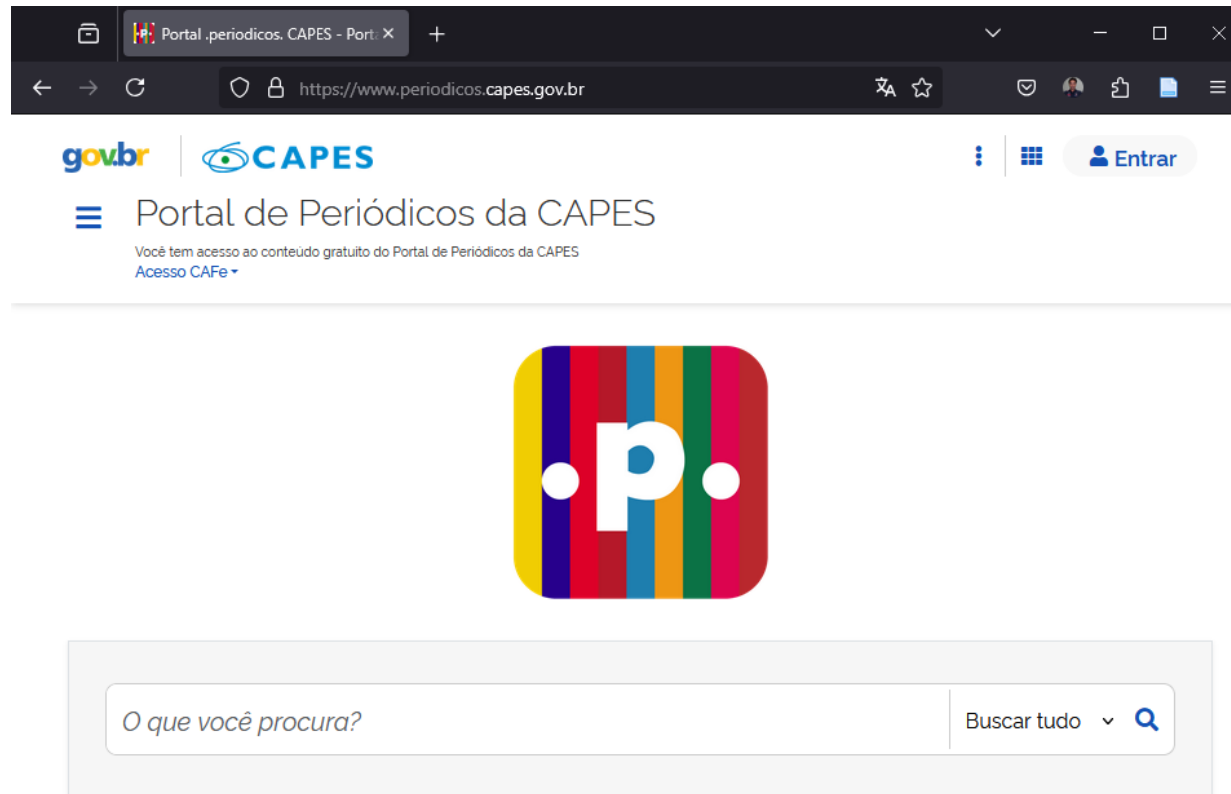 Portal .periodicos. CAPES - Port
https://www.periodicos.capes.gov.br
gov.br
CAPES
Entrar
Portal de Periódicos da CAPES
Você tem acesso ao conteúdo gratuito do Portal de Periódicos da CAPES
Acesso CAFe
.p.
O que você procura?
Buscar tudo